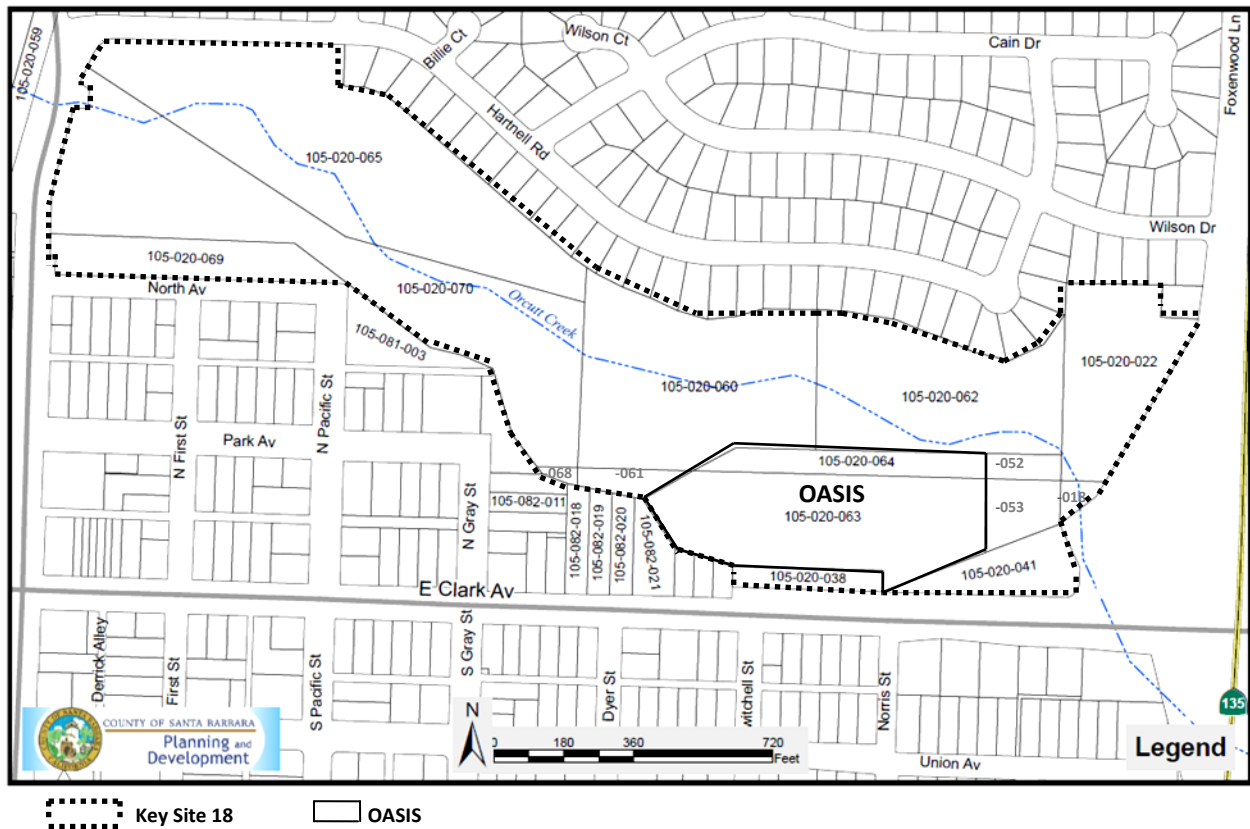 105-020-059
Billie Ct
Wilson Ct
Cain Dr
Foxenwood Ln
Hartnell Rd
105-020-065
Wilson Dr
105-020-069
North Av
105-020-070
Orcutt Creek
105-081-003
105-020-060
105-020-062
105-020-022
N First St
N Pacific St
Park Av
N Gray St
-068
-061
105-020-064
-052
OASIS
105-020-063
-053
-018
105-082-011
105-082-018
105-082-019
105-082-020
105-082-021
105-020-038
105-020-041
E Clark Av
Derrick Alley
First St
S Pacific St
S Gray St
Dyer St
witchell St
Norris St
135
COUNTY OF SANTA BARBARA
Planning and
Development
N
0 180 360 720
Feet
Union Av
Legend
Key Site 18
OASIS